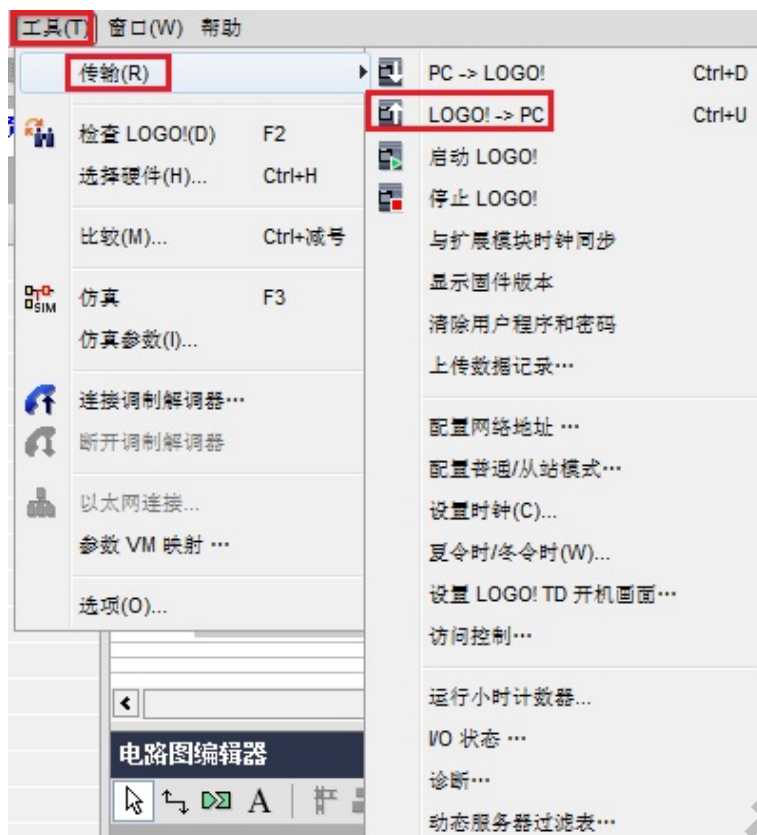 工具(T) 窗口(W) 帮助
传输(R)
检查 LOGO!(D) F2
选择硬件(H)... Ctrl+H
比较(M)... Ctrl+减号
SIM 仿真 F3
仿真参数(I)...
连接调制解调器…
断开调制解调器
以太网连接...
参数 VM 映射 …
选项(O)...
PC -> LOGO! Ctrl+D
LOGO! -> PC Ctrl+U
启动 LOGO!
停止 LOGO!
与扩展模块时钟同步
显示固件版本
清除用户程序和密码
上传数据记录…
配置网络地址 …
配置普通/从站模式…
设置时钟(C)...
夏令时/冬令时(W)...
设置 LOGO! TD 开机画面…
访问控制…
运行小时计数器...
I/O 状态 …
诊断…
动态服务器过滤表…
电路图编辑器
A